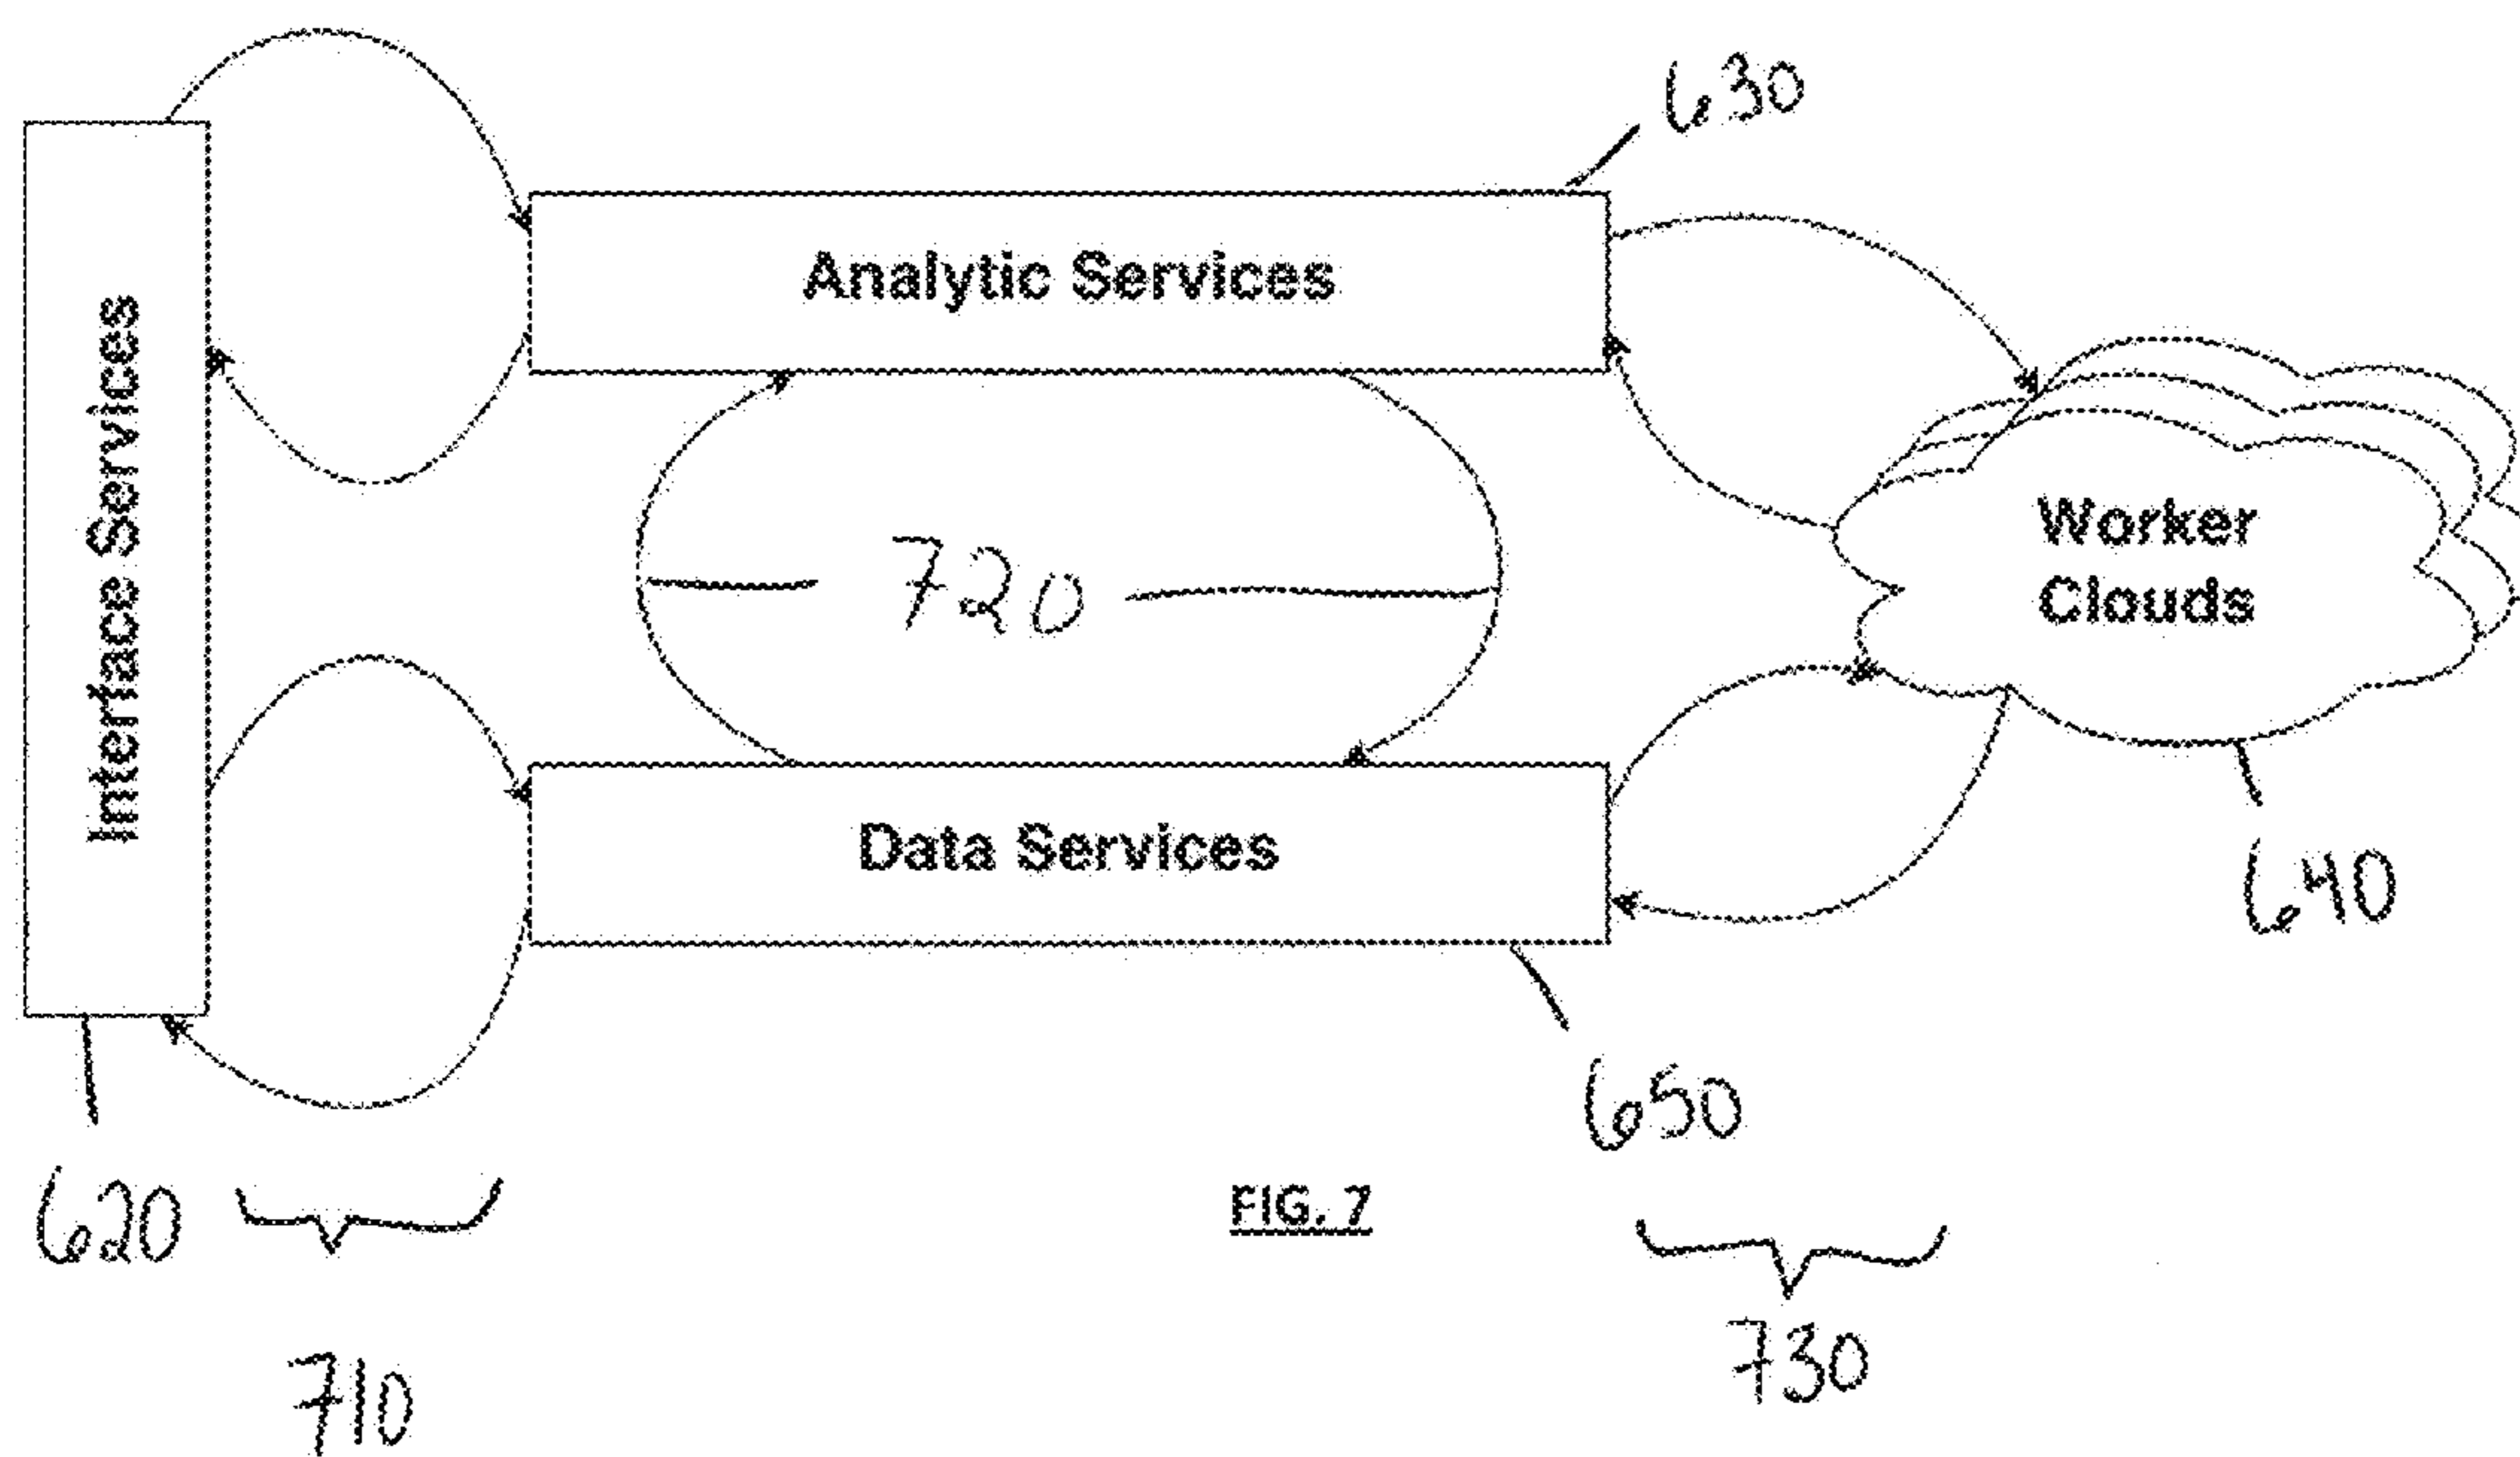 630
Analytic Services
Interface Services
Worker
Clouds
720
Data Services
640
650
620
FIG. 7
710
730